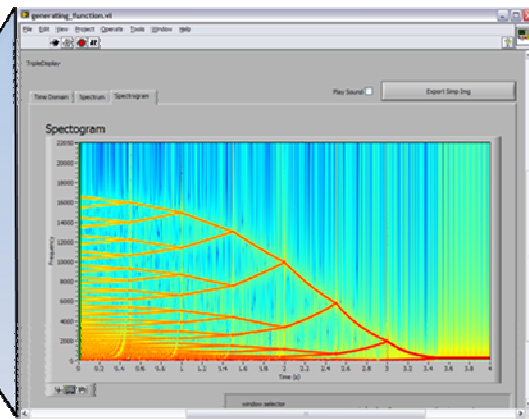 generating_function.vi
File Edit View Project Operate Tools Window Help
TripleDisplay
Play Sound
Export Simp Img
Time Domain Spectrum Spectrogram
Spectogram
22050
20000
18000
16000
14000
12000
10000
8000
6000
4000
2000
0
Frequency
0 0.2 0.4 0.6 0.8 1 1.2 1.4 1.6 1.8 2 2.2 2.4 2.6 2.8 3 3.2 3.4 3.6 3.8 4
Time (s)
window selector